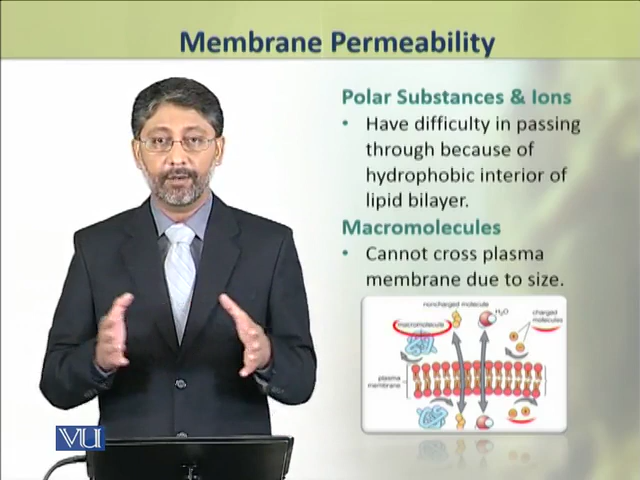 Membrane Permeability
Polar Substances & Ions
• Have difficulty in passing
through because of
hydrophobic interior of
lipid bilayer.
Macromolecules
• Cannot cross plasma
membrane due to size.
noncharged molecule
H₂O
charged
molecules
macromolecule
plasma
membrane
VU